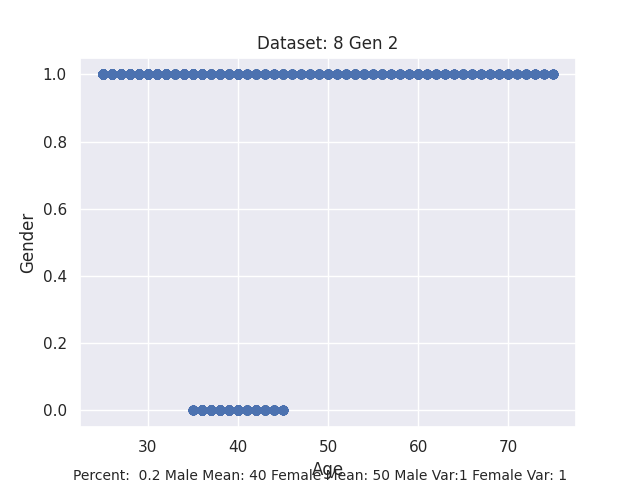 Dataset: 8 Gen 2
1.0
0.8
0.6
0.4
0.2
0.0
Gender
30 40 50 60 70
Age
Percent: 0.2 Male Mean: 40 Female Mean: 50 Male Var:1 Female Var: 1